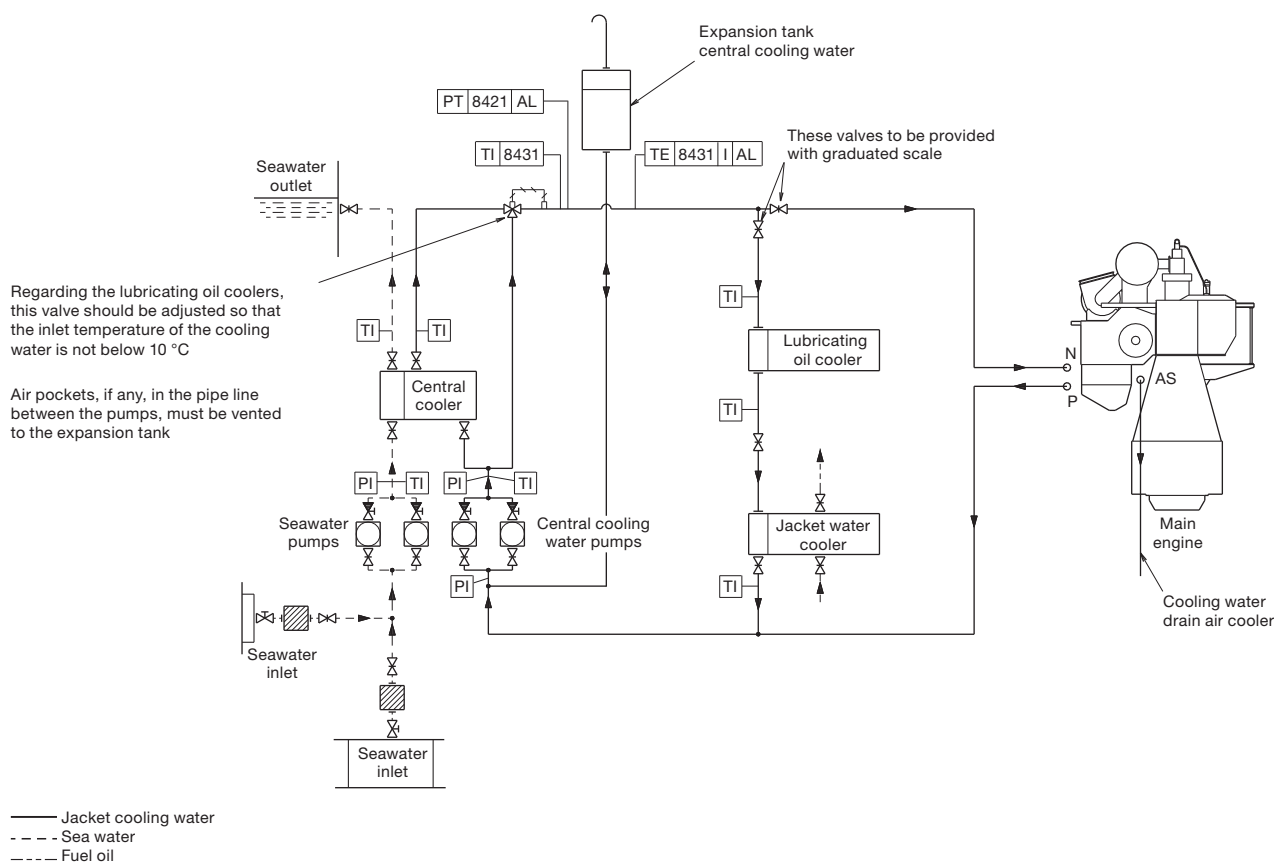 Expansion tank
central cooling water
PT 8421 AL
These valves to be provided
with graduated scale
TI 8431
TE 8431 I AL
Seawater
outlet
Regarding the lubricating oil coolers,
this valve should be adjusted so that
the inlet temperature of the cooling
water is not below 10 °C
Air pockets, if any, in the pipe line
between the pumps, must be vented
to the expansion tank
TI
TI
TI
Lubricating
oil cooler
N
P
AS
Central
cooler
TI
PI
TI
PI
TI
Seawater
pumps
Central cooling
water pumps
Jacket water
cooler
Main
engine
PI
TI
Cooling water
drain air cooler
Seawater
inlet
Seawater
inlet
Jacket cooling water
Sea water
Fuel oil